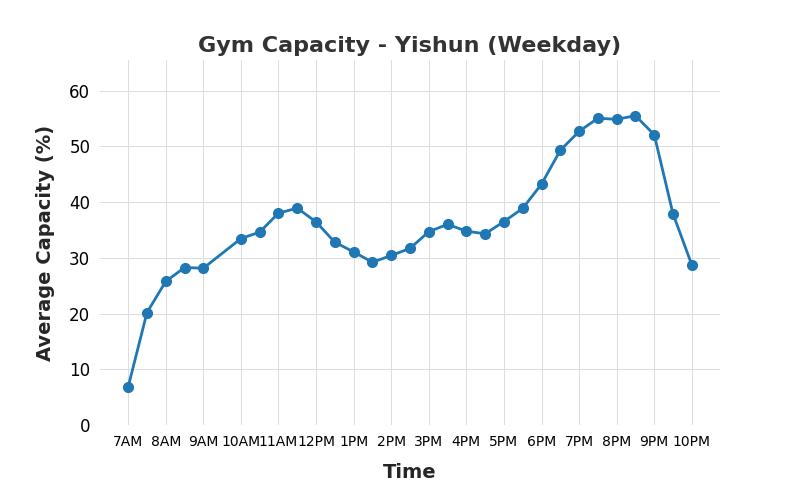 Gym Capacity - Yishun (Weekday)
Average Capacity (%)
60
50
40
30
20
10
0
7AM 8AM 9AM 10AM 11AM 12PM 1PM 2PM 3PM 4PM 5PM 6PM 7PM 8PM 9PM 10PM
Time